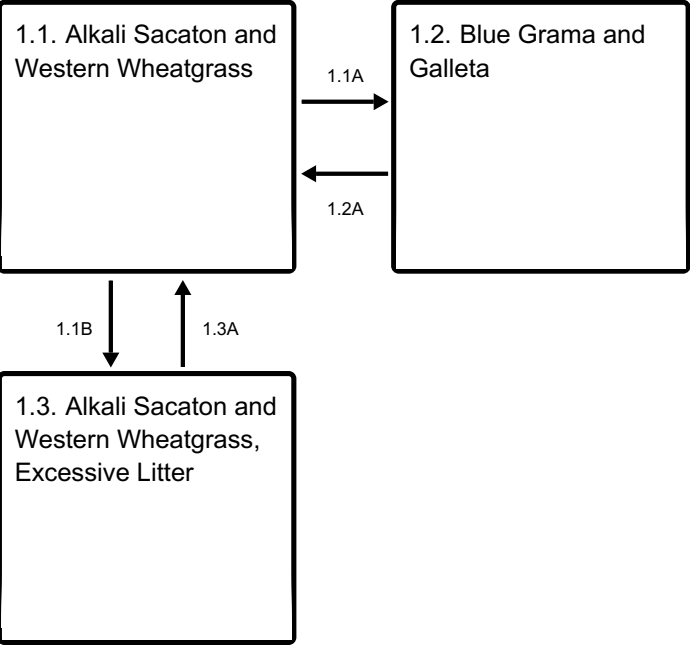 1.1. Alkali Sacaton and
Western Wheatgrass
1.1A
1.2. Blue Grama and
Galleta
1.2A
1.1B
1.3A
1.3. Alkali Sacaton and
Western Wheatgrass,
Excessive Litter